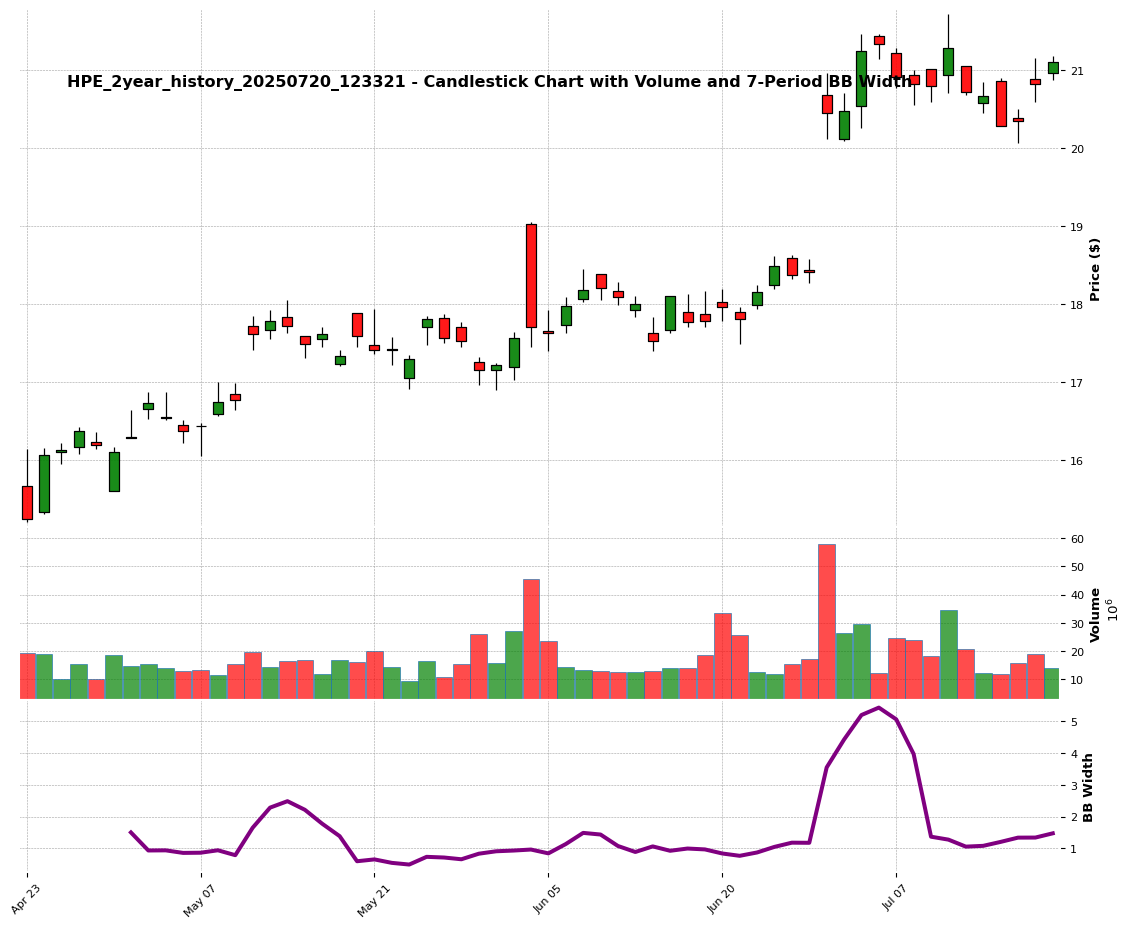 HPE_2year_history_20250720_123321 - Candlestick Chart with Volume and 7-Period BB Width
21
20
19
18
17
16
Price ($)
60
50
40
30
20
10
Volume
10^6
5
4
3
2
1
BB Width
Apr 23
May 07
May 21
Jun 05
Jun 20
Jul 07